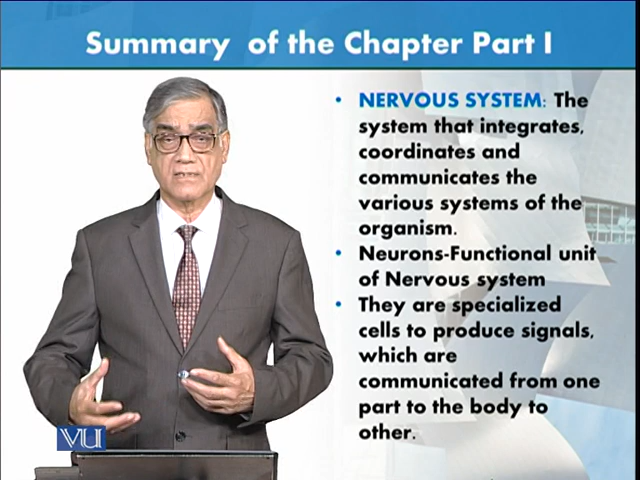 Summary of the Chapter Part I
• NERVOUS SYSTEM: The
system that integrates,
coordinates and
communicates the
various systems of the
organism.
• Neurons-Functional unit
of Nervous system
• They are specialized
cells to produce signals,
which are
communicated from one
part to the body to
other.
VU